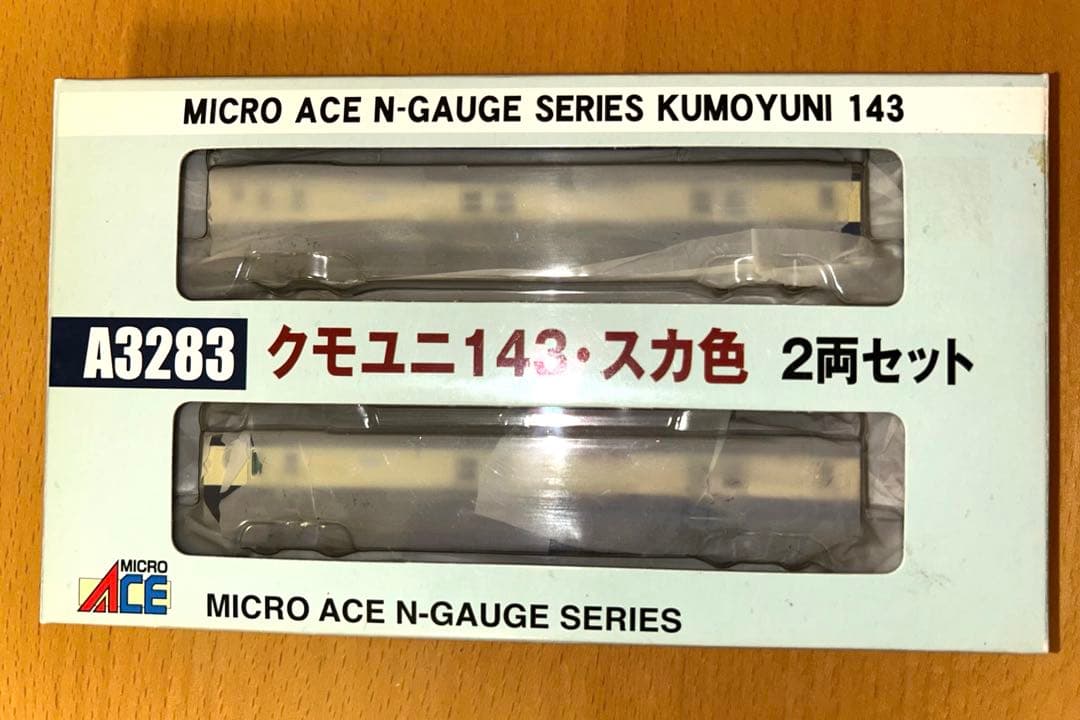 MICRO ACE N-GAUGE SERIES KUMOYUNI 143
A3283 クモユニ143・スカ色 2両セット
MICRO ACE
MICRO ACE N-GAUGE SERIES